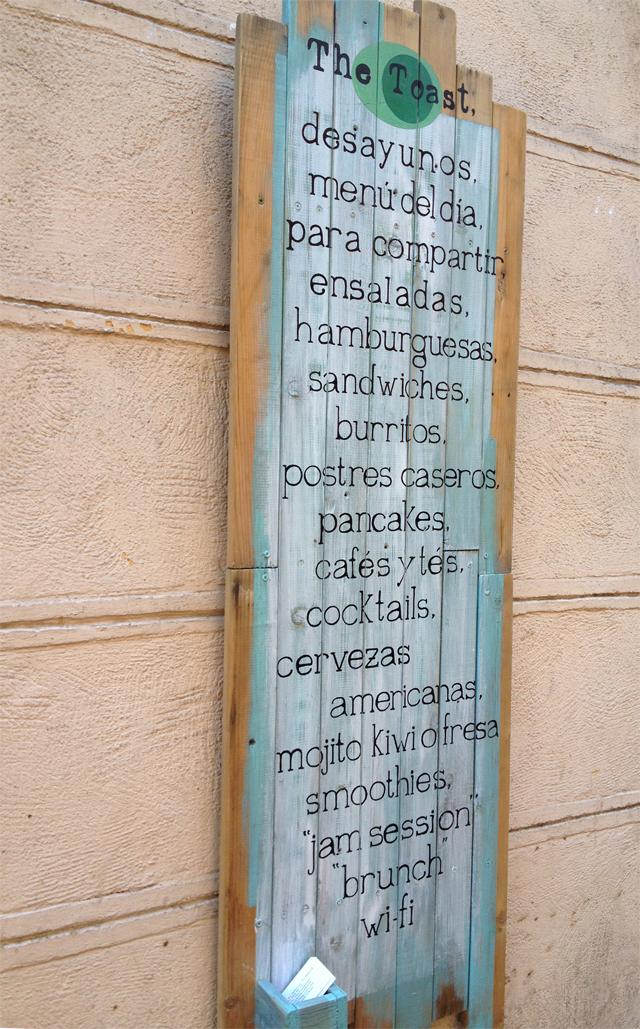 The Toast,
desayunos,
menú del día,
para compartir,
ensaladas,
hamburguesas,
sandwiches,
burritos,
postres caseros,
pancakes,
cafés y tés,
cocktails,
cervezas
americanas,
mojito kiwi o fresa
smoothies,
"jam session"
"brunch"
wi-fi